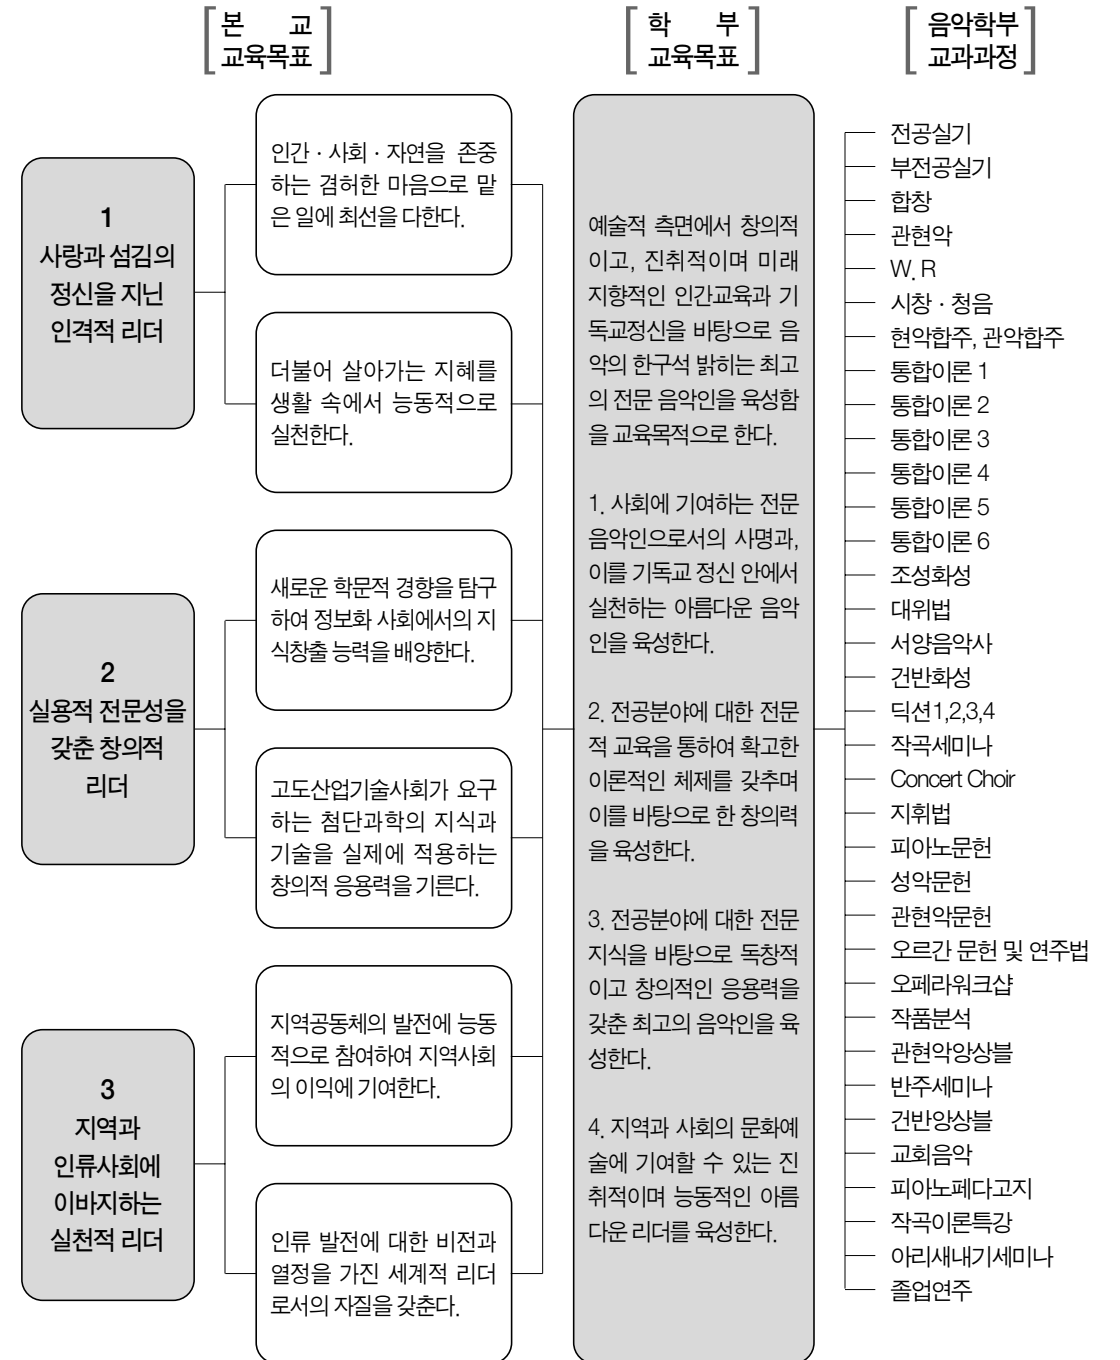 본 교
교육목표
학 부
교육목표
음악학부
교과과정
1
사랑과 섬김의
정신을 지닌
인격적 리더
인간 · 사회 · 자연을 존중
하는 겸허한 마음으로 맡
은 일에 최선을 다한다.
더불어 살아가는 지혜를
생활 속에서 능동적으로
실천한다.
2
실용적 전문성을
갖춘 창의적
리더
새로운 학문적 경향을 탐구
하여 정보화 사회에서의 지
식창출 능력을 배양한다.
고도산업기술사회가 요구
하는 첨단과학의 지식과
기술을 실제에 적용하는
창의적 응용력을 기른다.
3
지역과
인류사회에
이바지하는
실천적 리더
지역공동체의 발전에 능동
적으로 참여하여 지역사회
의 이익에 기여한다.
인류 발전에 대한 비전과
열정을 가진 세계적 리더
로서의 자질을 갖춘다.
예술적 측면에서 창의적
이고, 진취적이며 미래
지향적인 인간교육과 기
독교정신을 바탕으로 음
악의 한구석 밝히는 최고
의 전문 음악인을 육성함
을 교육목적으로 한다.
1. 사회에 기여하는 전문
음악인으로서의 사명과,
이를 기독교 정신 안에서
실천하는 아름다운 음악
인을 육성한다.
2. 전공분야에 대한 전문
적 교육을 통하여 확고한
이론적인 체제를 갖추며
이를 바탕으로 한 창의력
을 육성한다.
3. 전공분야에 대한 전문
지식을 바탕으로 독창적
이고 창의적인 응용력을
갖춘 최고의 음악인을 육
성한다.
4. 지역과 사회의 문화예
술에 기여할 수 있는 진
취적이며 능동적인 아름
다운 리더를 육성한다.
전공실기
부전공실기
합창
관현악
W. R
시창 · 청음
현악합주, 관악합주
통합이론 1
통합이론 2
통합이론 3
통합이론 4
통합이론 5
통합이론 6
조성화성
대위법
서양음악사
건반화성
딕션1,2,3,4
작곡세미나
Concert Choir
지휘법
피아노문헌
성악문헌
관현악문헌
오르간 문헌 및 연주법
오페라워크샵
작품분석
관현악앙상블
반주세미나
건반앙상블
교회음악
피아노페다고지
작곡이론특강
아리새내기세미나
졸업연주